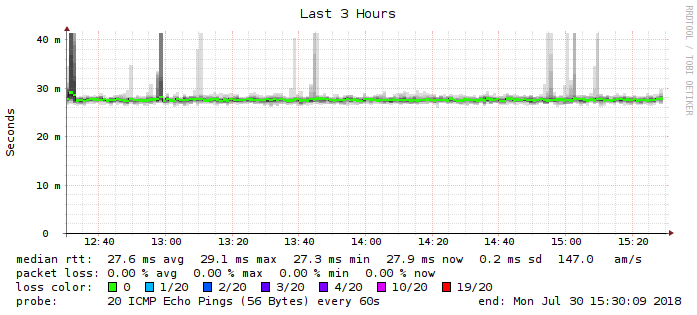 Last 3 Hours
RRDTOOL / TOBI OETIKER
Seconds
40 m
30 m
20 m
10 m
0
12:40 13:00 13:20 13:40 14:00 14:20 14:40 15:00 15:20
median rtt: 27.6 ms avg 29.1 ms max 27.3 ms min 27.9 ms now 0.2 ms sd 147.0 am/s
packet loss: 0.00 % avg 0.00 % max 0.00 % min 0.00 % now
loss color: 0 1/20 2/20 3/20 4/20 10/20 19/20
probe: 20 ICMP Echo Pings (56 Bytes) every 60s end: Mon Jul 30 15:30:09 2018